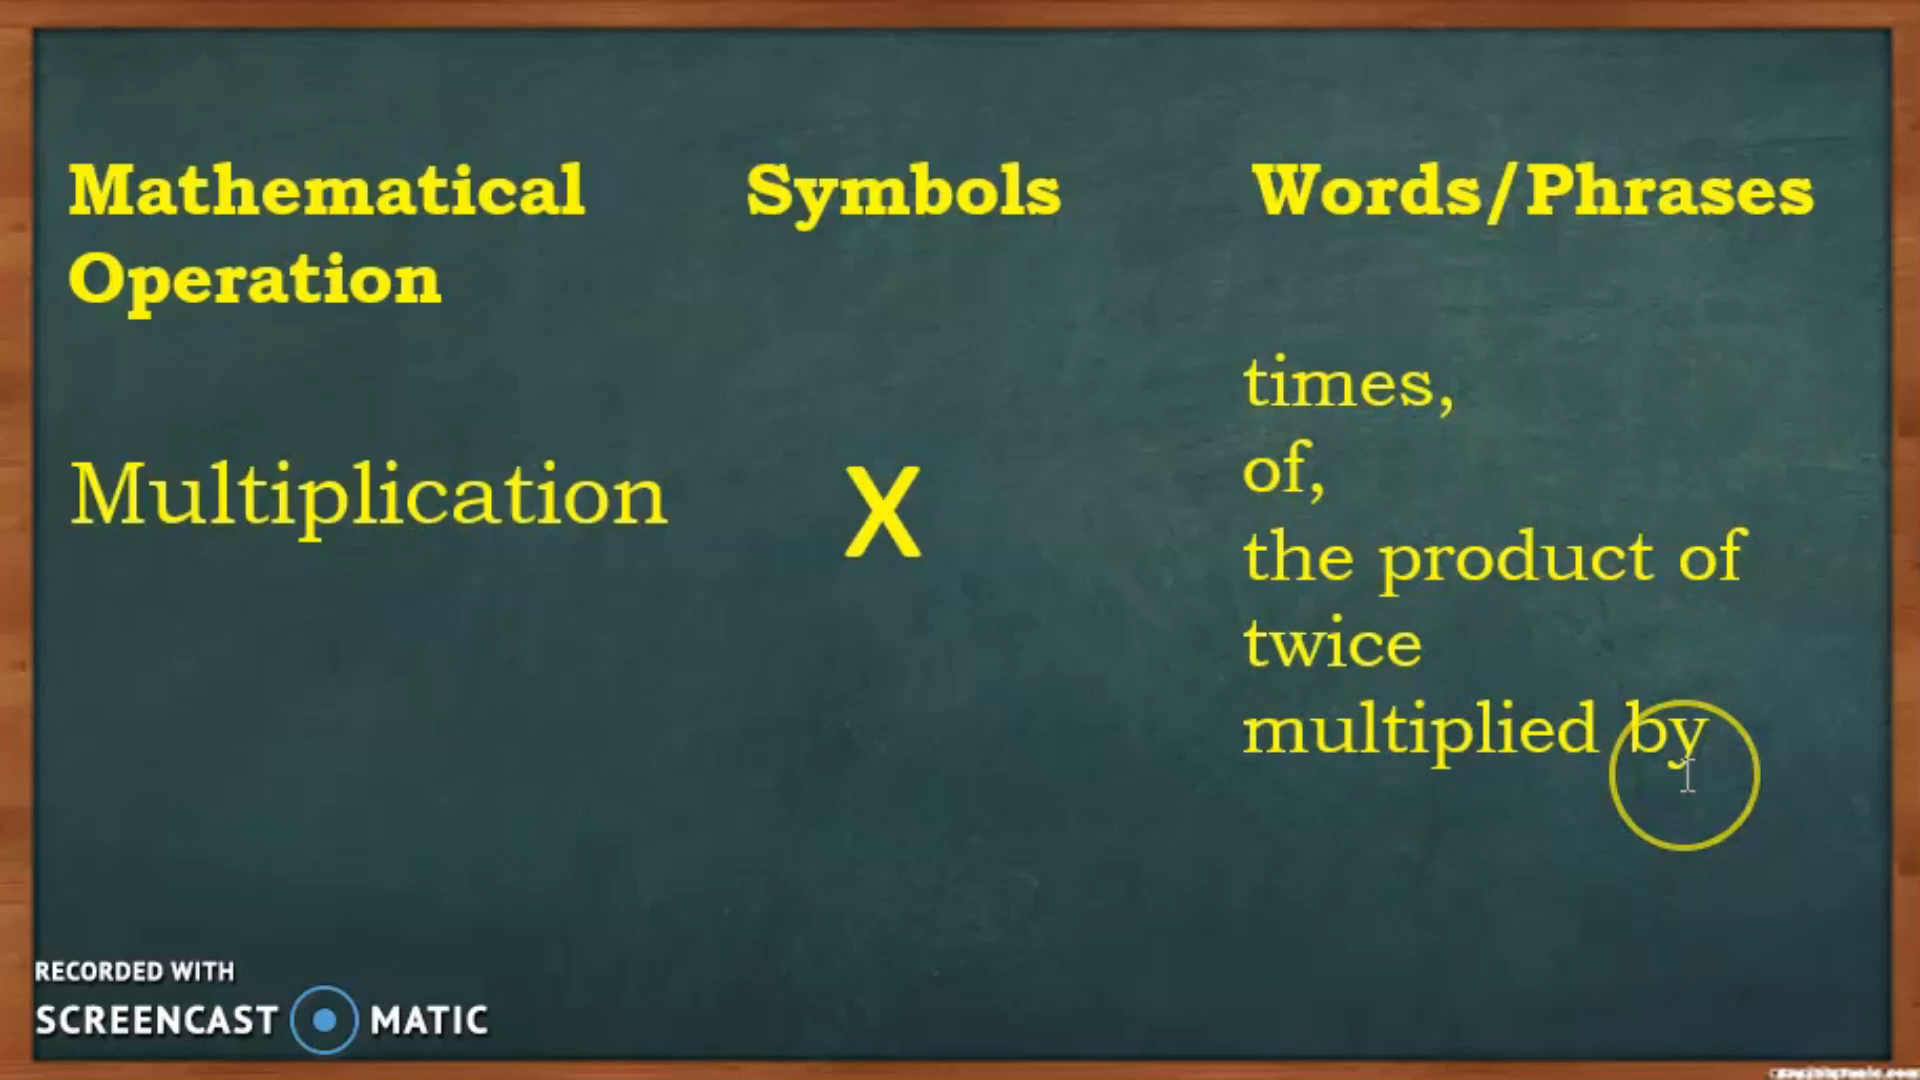 Mathematical Operation
Symbols
Words/Phrases
Multiplication
X
times,
of,
the product of
twice
multiplied by
RECORDED WITH
SCREENCAST MATIC